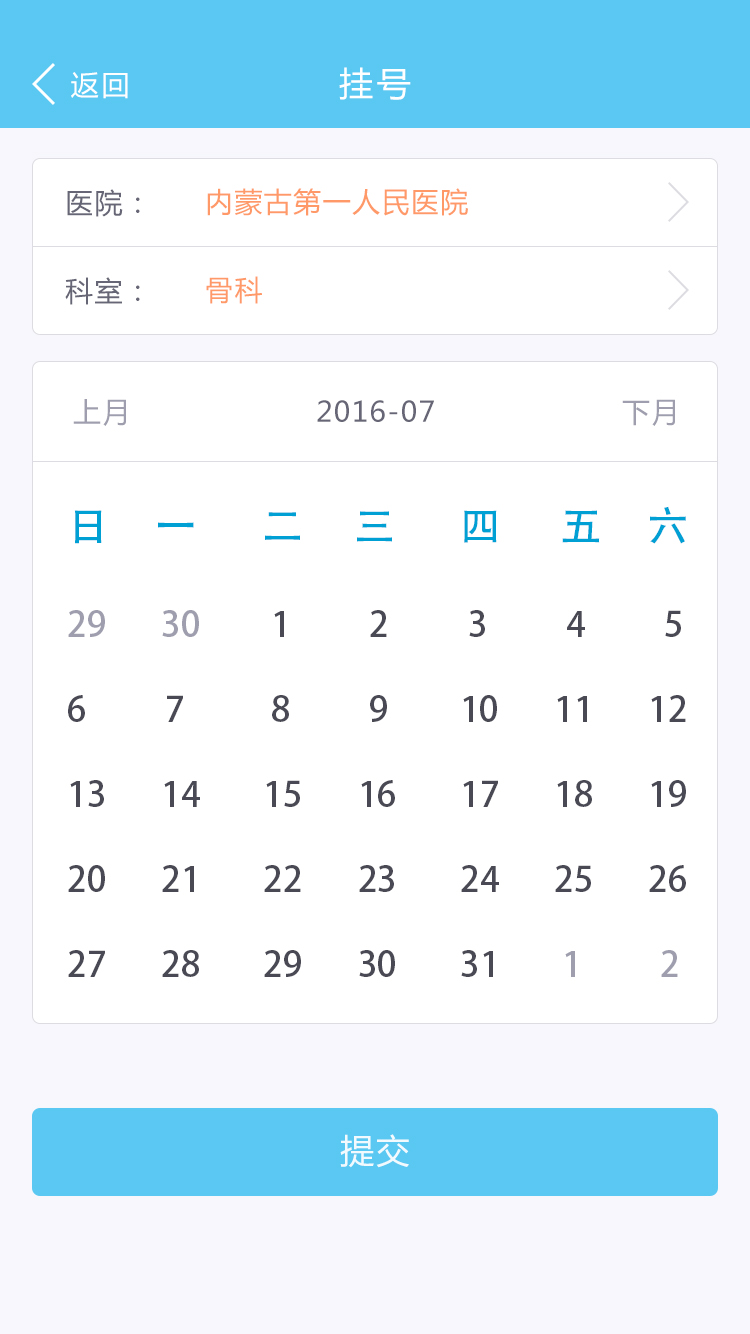 返回 挂号
医院： 内蒙古第一人民医院
科室： 骨科
上月 2016-07 下月
日 一 二 三 四 五 六
29 30 1 2 3 4 5
6 7 8 9 10 11 12
13 14 15 16 17 18 19
20 21 22 23 24 25 26
27 28 29 30 31 1 2
提交